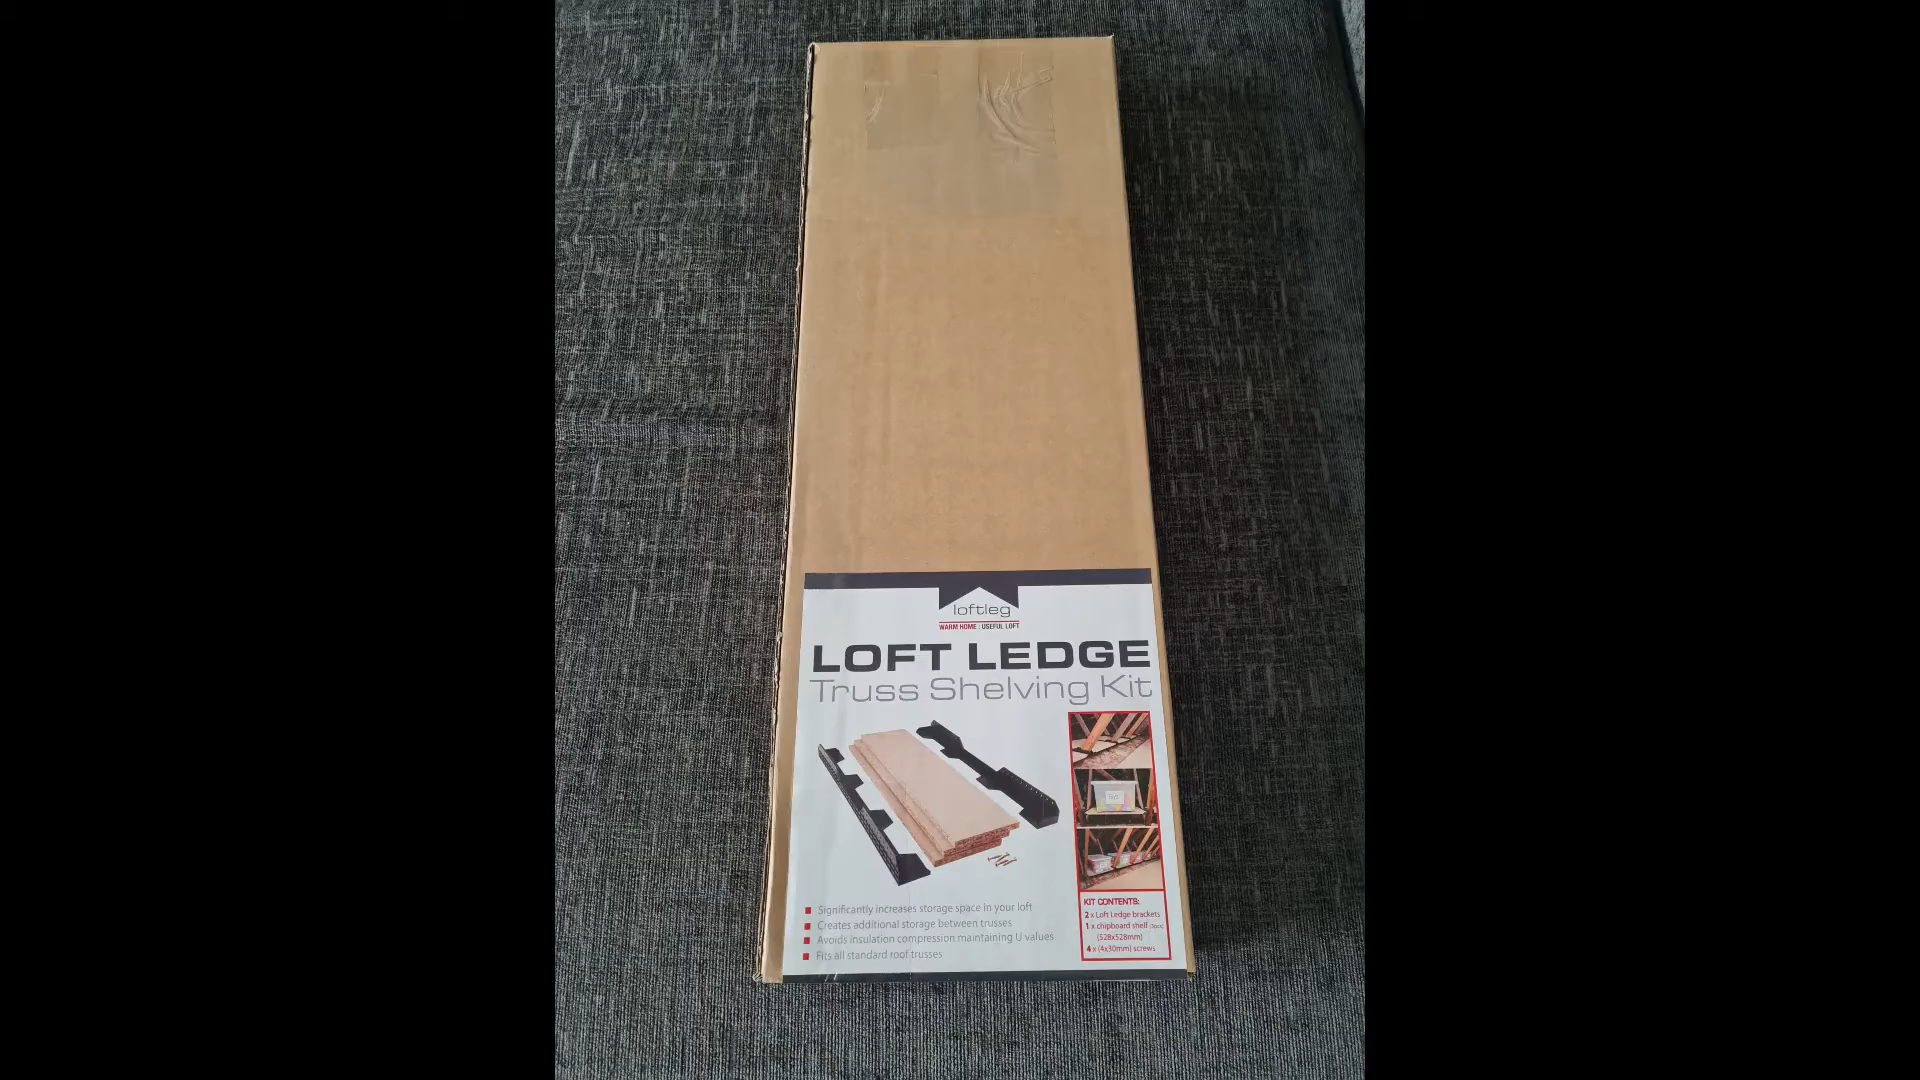 loftleg
WARM HOME : USEFUL LOFT
LOFT LEDGE
Truss Shelving Kit
Significantly increases storage space in your loft
Creates additional storage between trusses
Avoids insulation compression maintaining U values
Fits all standard roof trusses
KIT CONTENTS:
2 x Loft Ledge brackets
1 x chipboard shelf
(528x528mm)
4 x (4x30mm) screws